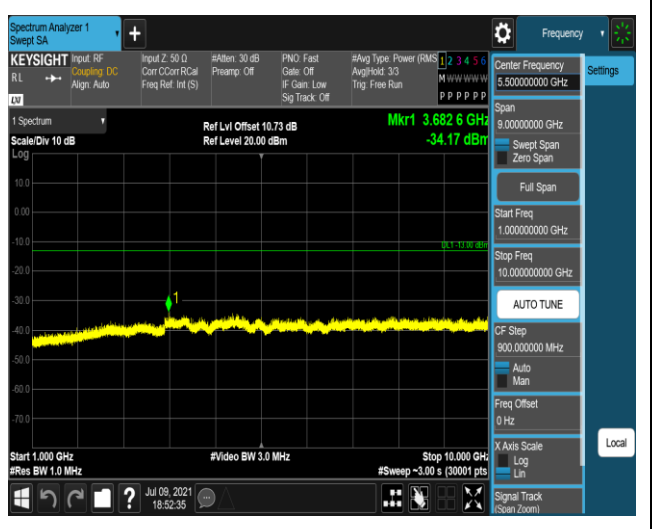 Spectrum Analyzer 1
Swept SA
+
Frequency
KEYSIGHT
RL
LXI
Input: RF
Coupling: DC
Align: Auto
Input Z: 50 Ω
Corr CCorr RCal
Freq Ref: Int (S)
#Atten: 30 dB
Preamp: Off
PNO: Fast
Gate: Off
IF Gain: Low
Sig Track: Off
#Avg Type: Power (RMS
Avg|Hold: 3/3
Trig: Free Run
1 2 3 4 5 6
M W W W W W
P P P P P P
1 Spectrum
Scale/Div 10 dB
Ref Lvl Offset 10.73 dB
Ref Level 20.00 dBm
Mkr1 3.682 6 GHz
-34.17 dBm
Log
10.0
0.00
-10.0
-20.0
-30.0
-40.0
-50.0
-60.0
-70.0
DL1 -13.00 dBm
1
Start 1.000 GHz
#Res BW 1.0 MHz
#Video BW 3.0 MHz
Stop 10.000 GHz
#Sweep ~3.00 s (30001 pts
?
Jul 09, 2021
18:52:35
Center Frequency
5.500000000 GHz
Span
9.00000000 GHz
Swept Span
Zero Span
Full Span
Start Freq
1.000000000 GHz
Stop Freq
10.000000000 GHz
AUTO TUNE
CF Step
900.000000 MHz
Auto
Man
Freq Offset
0 Hz
X Axis Scale
Log
Lin
Signal Track
(Span Zoom)
Settings
Local